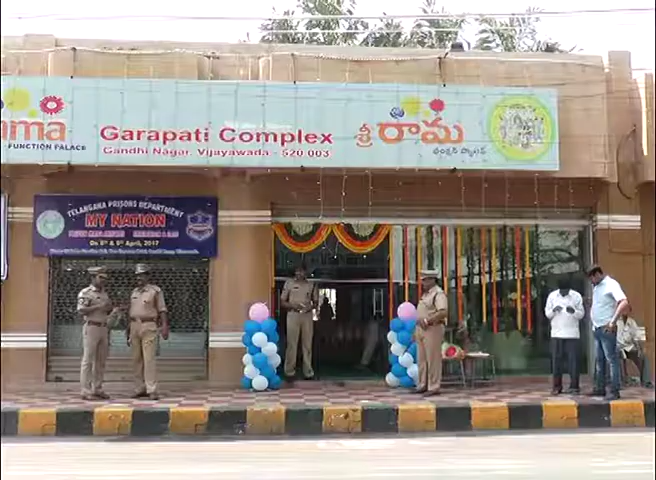 ama
FUNCTION PALACE
Garapati Complex
Gandhi Nagar, Vijayawada-520 003
శ్రీ రామ
ఫంక్షన్ ప్యాలెస్
TELANGANA PRISONS DEPARTMENT
MY NATION
On 8th & 9th April, 2017